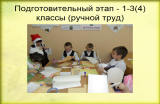 Подготовительный этап - 1-3(4)
классы (ручной труд)